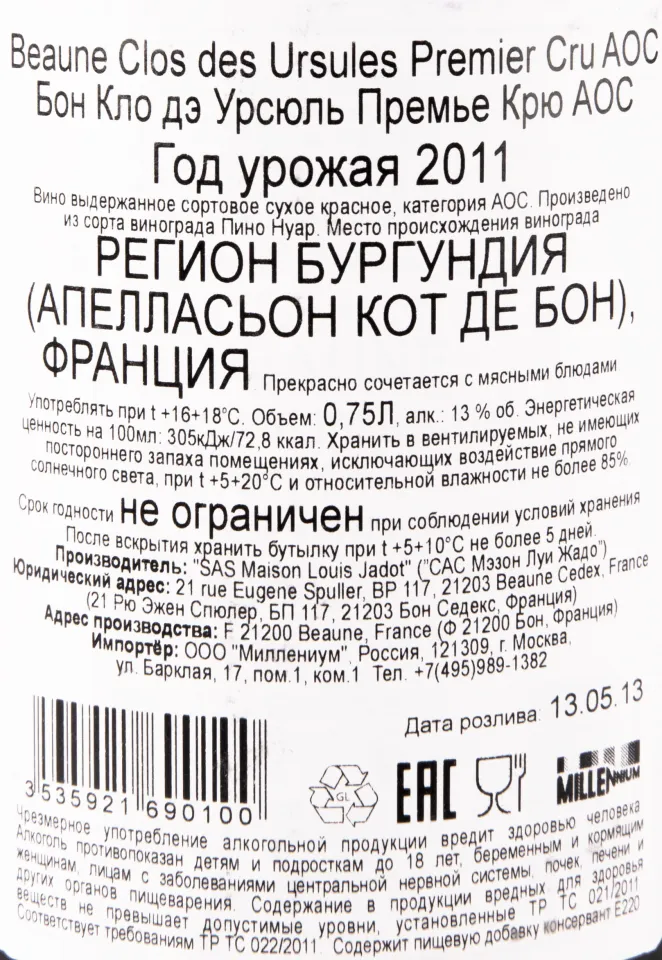 Beaune Clos des Ursules Premier Cru AOC
Бон Кло дэ Урсюль Премье Крю АОС
Год урожая 2011
Вино выдержанное сортовое сухое красное, категория АОС. Произведено
из сорта винограда Пино Нуар. Место происхождения винограда
РЕГИОН БУРГУНДИЯ
(АПЕЛЛАСЬОН КОТ ДЕ БОН),
ФРАНЦИЯ Прекрасно сочетается с мясными блюдами
Употреблять при t +16+18°C. Объем: 0,75Л, алк.: 13 % об. Энергетическая
ценность на 100мл: 305кДж/72,8 ккал. Хранить в вентилируемых, не имеющих
постороннего запаха помещениях, исключающих воздействие прямого
солнечного света, при t +5+20°C и относительной влажности не более 85%
Срок годности не ограничен при соблюдении условий хранения
После вскрытия хранить бутылку при t +5+10°C не более 5 дней.
Производитель: "SAS Maison Louis Jadot" ("САС Мэзон Луи Жадо")
Юридический адрес: 21 rue Eugene Spuller, BP 117, 21203 Beaune Cedex, France
(21 Рю Эжен Спюлер, БП 117, 21203 Бон Седекс, Франция)
Адрес производства: F 21200 Beaune, France (Ф 21200 Бон, Франция)
Импортёр: ООО "Миллениум", Россия, 121309, г. Москва,
ул. Барклая, 17, пом.1, ком.1 Тел. +7(495)989-1382
Дата розлива: 13.05.13
3 535921 690100
GL
EAC
MILLENNIUM
Чрезмерное употребление алкогольной продукции вредит здоровью человека
Алкоголь противопоказан детям и подросткам до 18 лет, беременным и кормящим
женщинам, лицам с заболеваниями центральной нервной системы, почек, печени и
других органов пищеварения. Содержание в продукции вредных для здоровья
веществ не превышает допустимые уровни, установленные ТР ТС 021/2011
Соответствует требованиям ТР ТС 022/2011. Содержит пищевую добавку консервант Е220